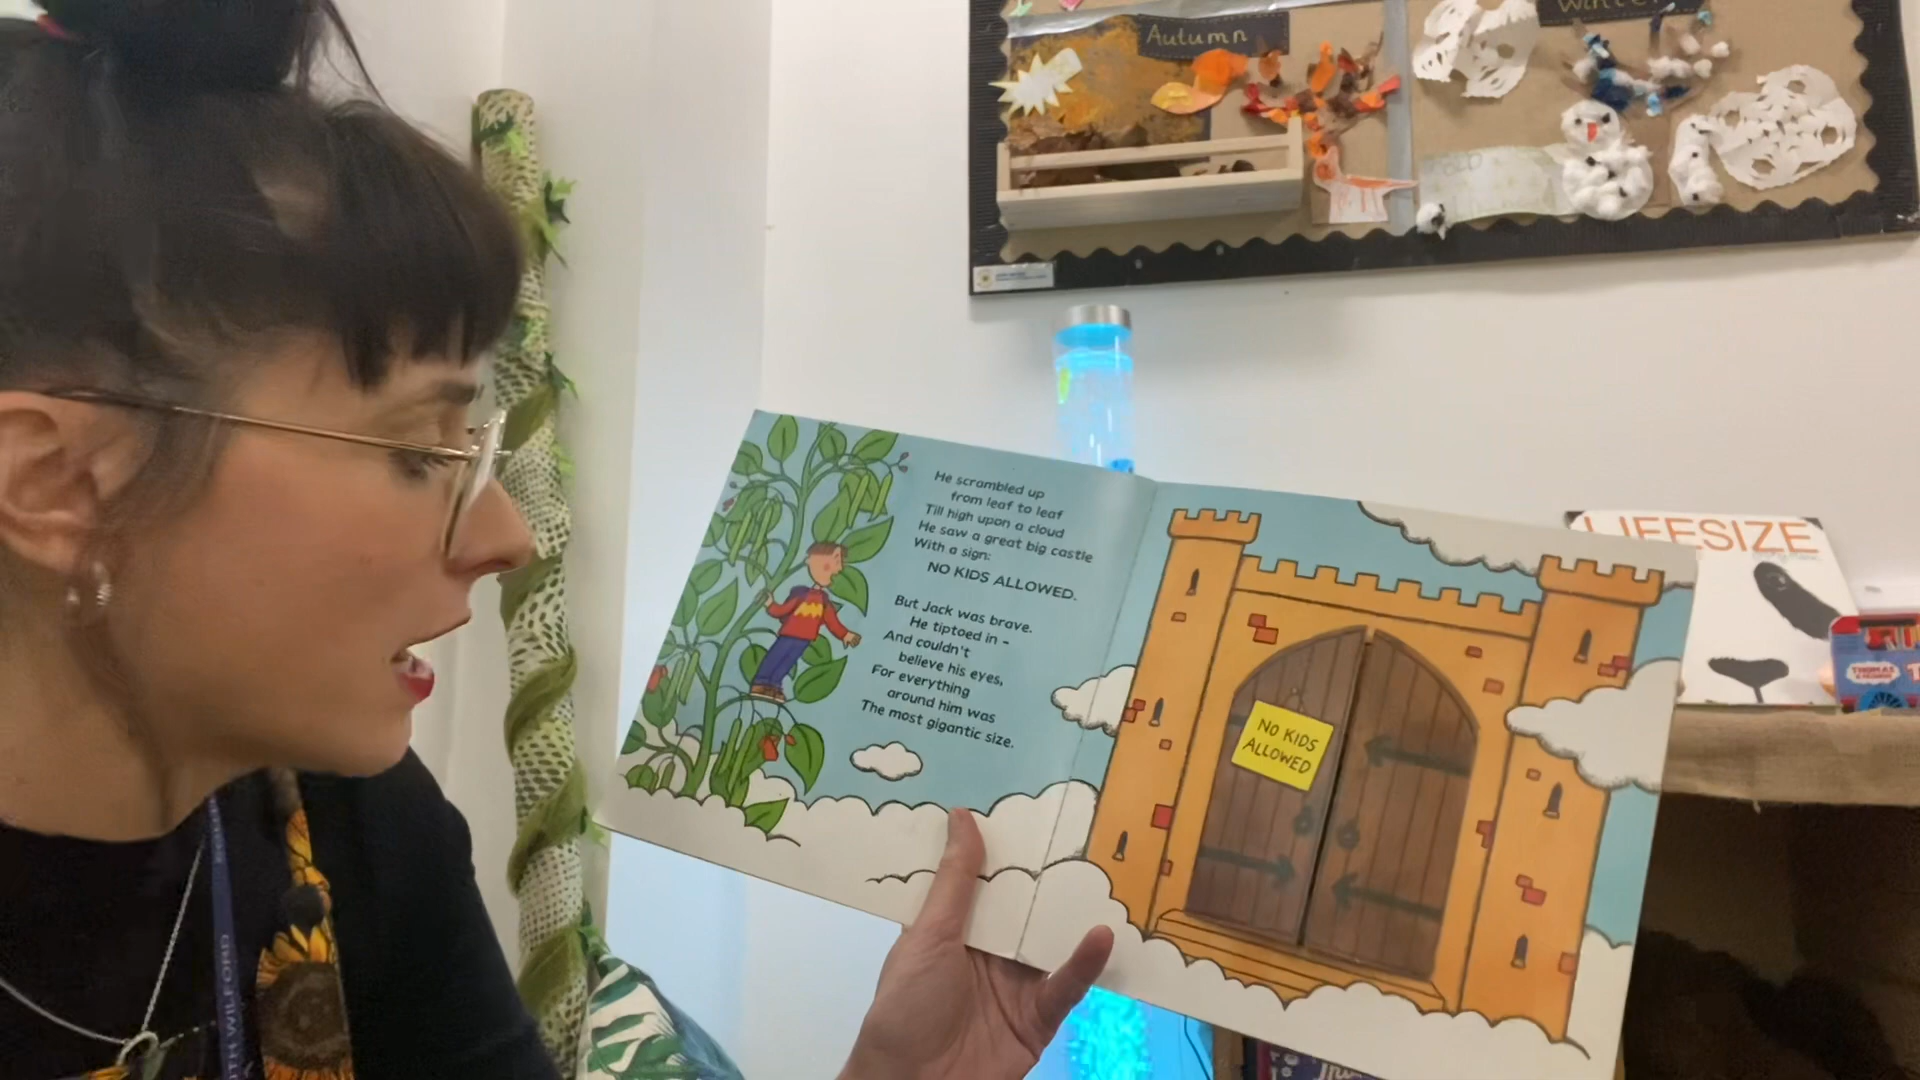 Autumn
Winter
He scrambled up
from leaf to leaf
Till high upon a cloud
He saw a great big castle
With a sign:
NO KIDS ALLOWED.
But Jack was brave.
He tiptoed in –
And couldn't
believe his eyes,
For everything
around him was
The most gigantic size.
NO KIDS
ALLOWED
LIFESIZE
THOMAS